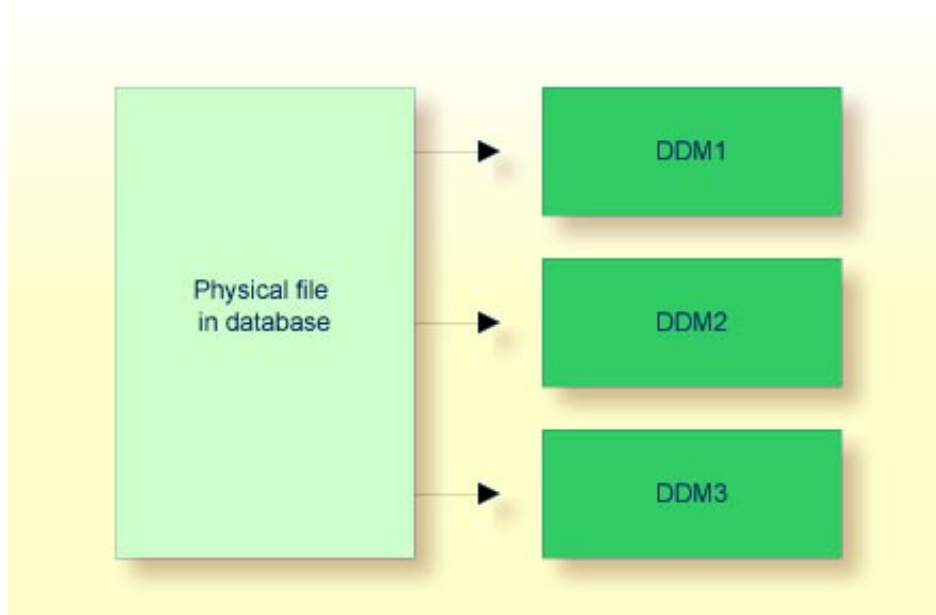 Physical file
in database
DDM1
DDM2
DDM3